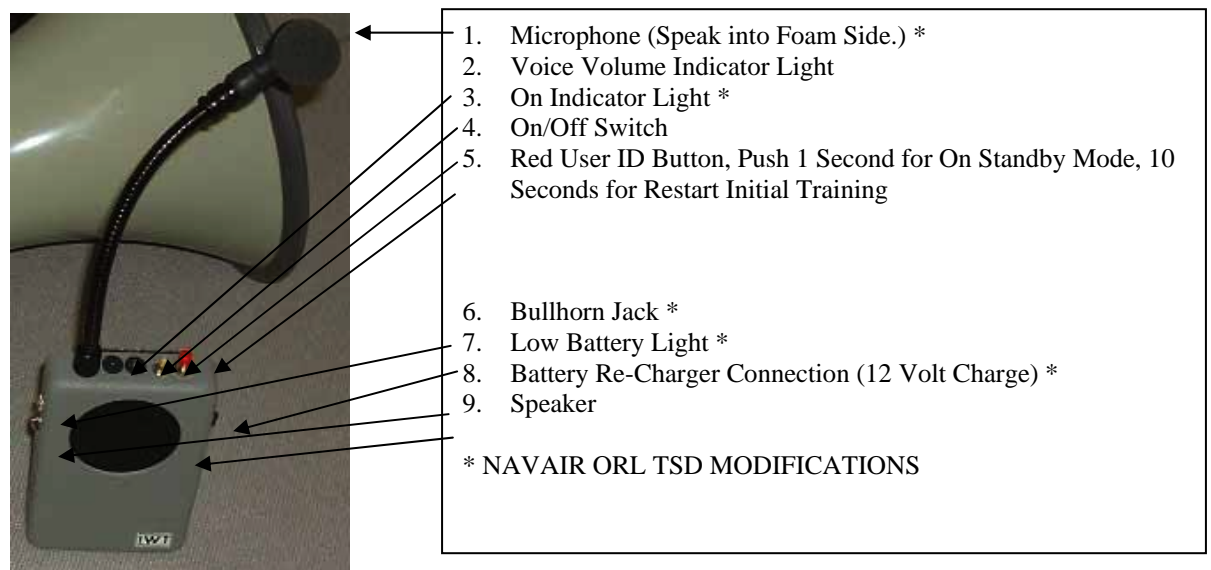 1. Microphone (Speak into Foam Side.) *
2. Voice Volume Indicator Light
3. On Indicator Light *
4. On/Off Switch
5. Red User ID Button, Push 1 Second for On Standby Mode, 10
Seconds for Restart Initial Training
6. Bullhorn Jack *
7. Low Battery Light *
8. Battery Re-Charger Connection (12 Volt Charge) *
9. Speaker
* NAVAIR ORL TSD MODIFICATIONS
IWT